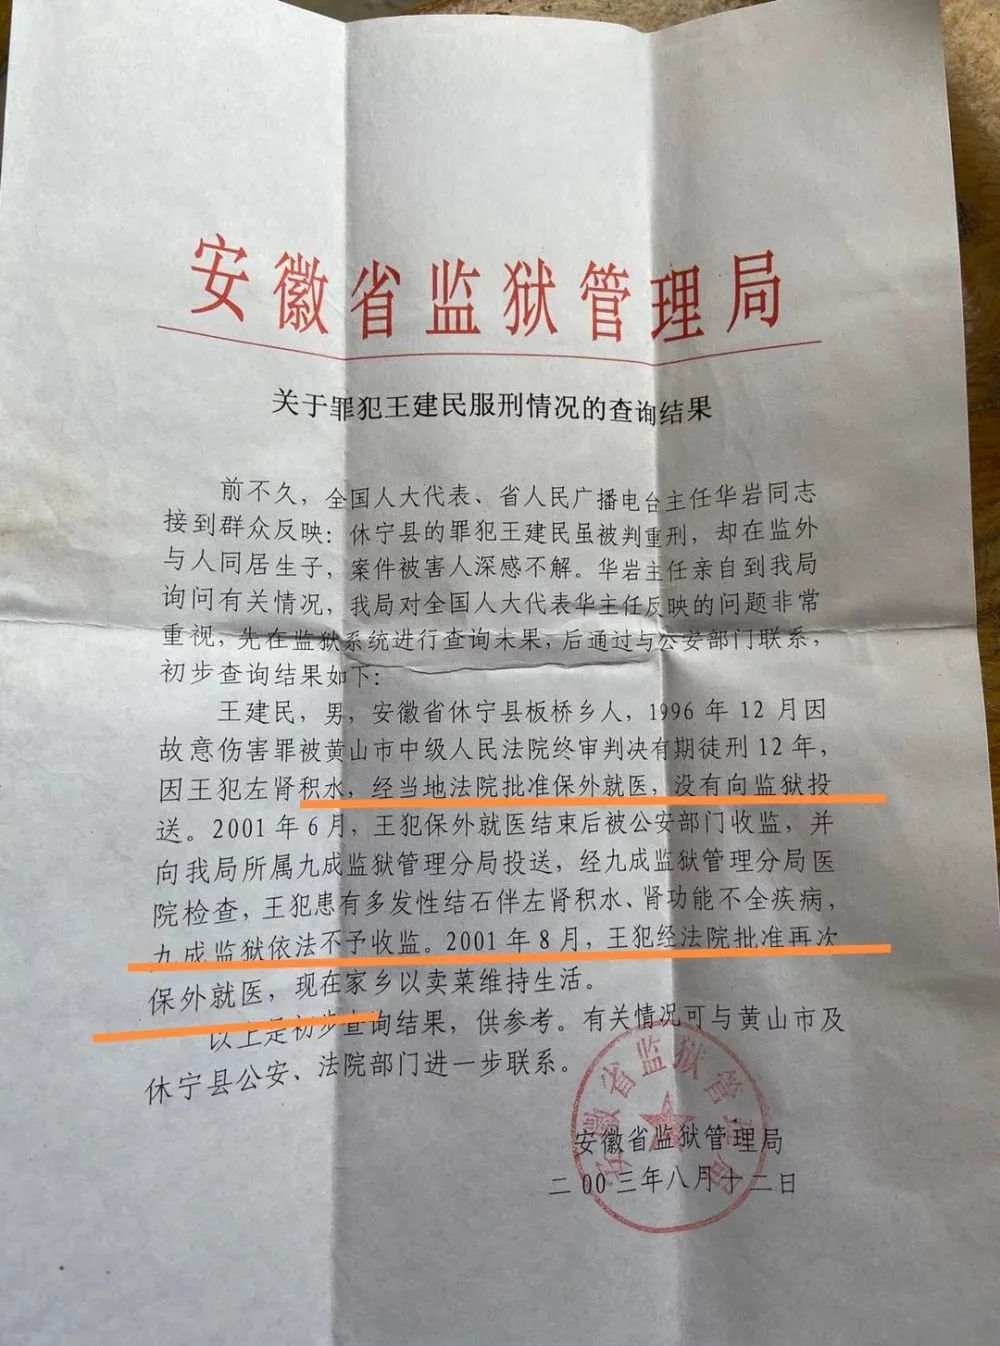 安徽省监狱管理局
关于罪犯王建民服刑情况的查询结果
前不久，全国人大代表、省人民广播电台主任华岩同志
接到群众反映：休宁县的罪犯王建民虽被判重刑，却在监外
与人同居生子，案件被害人深感不解。华岩主任亲自到我局
询问有关情况，我局对全国人大代表华主任反映的问题非常
重视，先在监狱系统进行查询未果，后通过与公安部门联系，
初步查询结果如下：
王建民，男，安徽省休宁县板桥乡人，1996年12月因
故意伤害罪被黄山市中级人民法院终审判决有期徒刑12年，
因王犯左肾积水，经当地法院批准保外就医，没有向监狱投
送。2001年6月，王犯保外就医结束后被公安部门收监，并
向我局所属九成监狱管理分局投送，经九成监狱管理分局医
院检查，王犯患有多发性结石伴左肾积水、肾功能不全疾病，
九成监狱依法不予收监。2001年8月，王犯经法院批准再次
保外就医，现在家乡以卖菜维持生活。
以上是初步查询结果，供参考。有关情况可与黄山市及
休宁县公安、法院部门进一步联系。
安徽省监狱管理局
安徽省监狱管理局
二00三年八月十二日